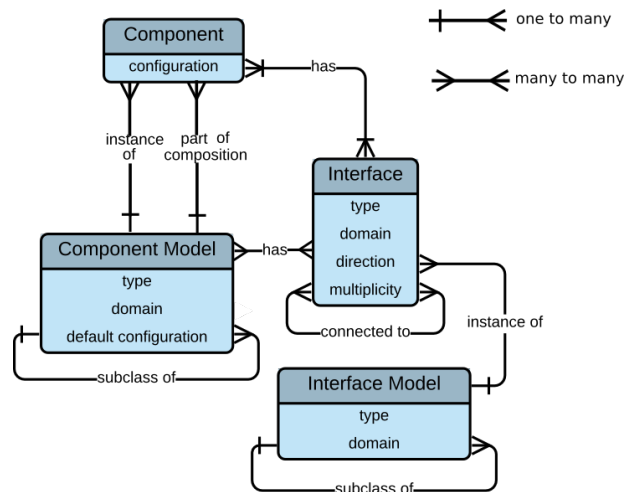 Component
configuration
one to many
many to many
has
instance
of
part of
composition
Interface
type
domain
direction
multiplicity
connected to
Component Model
type
domain
default configuration
subclass of
has
instance of
Interface Model
type
domain
subclass of